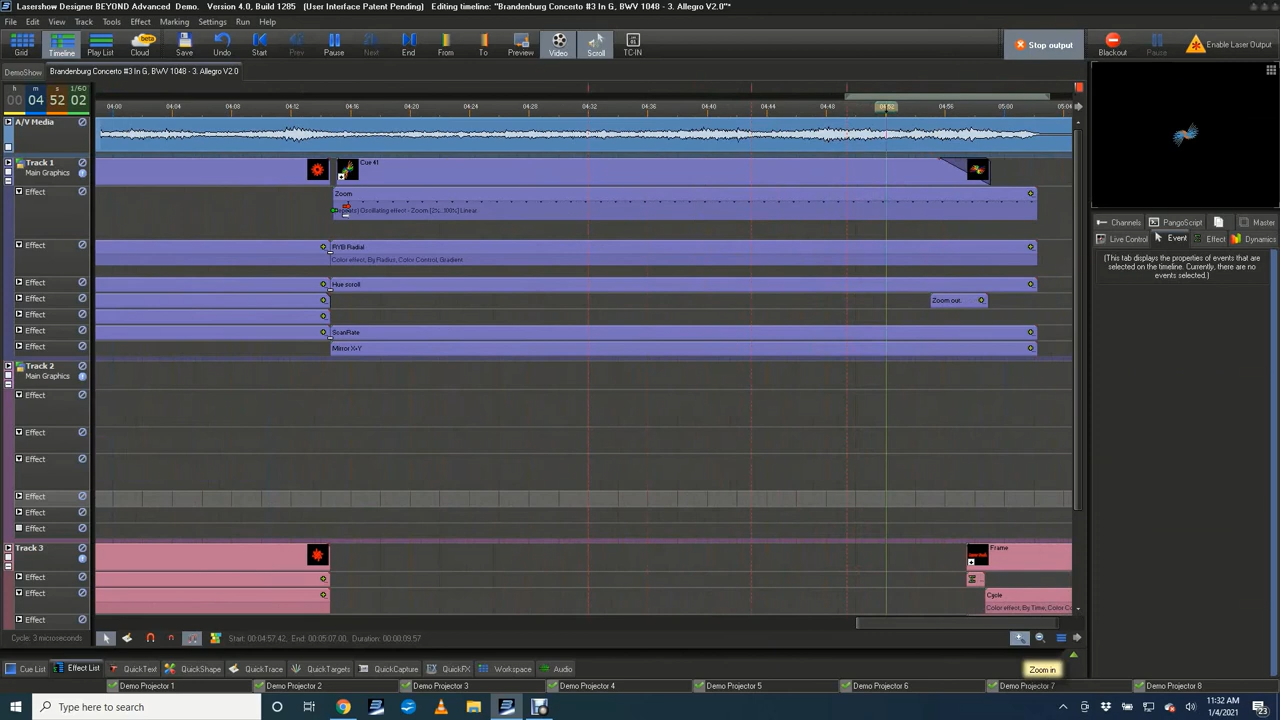 Lasershow Designer BEYOND Advanced Demo. Version 4.0, Build 1285 (User Interface Patent Pending) Editing timeline: "Brandenburg Concerto #3 In G, BWV 1048 - 3. Allegro V2.0"*
File Edit View Track Tools Effect Marking Settings Run Help
Grid Timeline Play List Cloud beta Save Undo Start Prev Pause Next End From To Preview Video Scroll TC-IN Stop output Blackout Pause Enable Laser Output
DemoShow Brandenburg Concerto #3 In G, BWV 1048 - 3. Allegro V2.0
h m s 1/60
00 04 52 02
04:00 04:04 04:08 04:12 04:16 04:20 04:24 04:28 04:32 04:36 04:40 04:44 04:48 04:52 04:56 05:00 05:04
A/V Media
Track 1 Cue 41
Main Graphics
Effect Zoom
Oscillating effect - Zoom [2%..100%] Linear
Effect RYB Radial
Color effect, By Radius, Color Control, Gradient
Effect Hue scroll
Effect Zoom out
Effect
Effect ScanRate
Effect Mirror X+Y
Track 2
Main Graphics
Effect
Effect
Effect
Effect
Effect
Effect
Track 3 Frame
Main Graphics
Effect
Effect Cycle
Color effect, By Time, Color Co
Effect
Channels PangoScript Master
Live Control Event Effect Dynamics
(This tab displays the properties of events that are
selected on the timeline. Currently, there are no
events selected.)
Cycle: 3 microseconds Start: 00:04:57.42, End: 00:05:07.00, Duration: 00:00:09.57
Zoom in
Cue List Effect List QuickText QuickShape QuickTrace QuickTargets QuickCapture QuickFX Workspace Audio
Demo Projector 1 Demo Projector 2 Demo Projector 3 Demo Projector 4 Demo Projector 5 Demo Projector 6 Demo Projector 7 Demo Projector 8
Type here to search
11:32 AM
1/4/2021
23